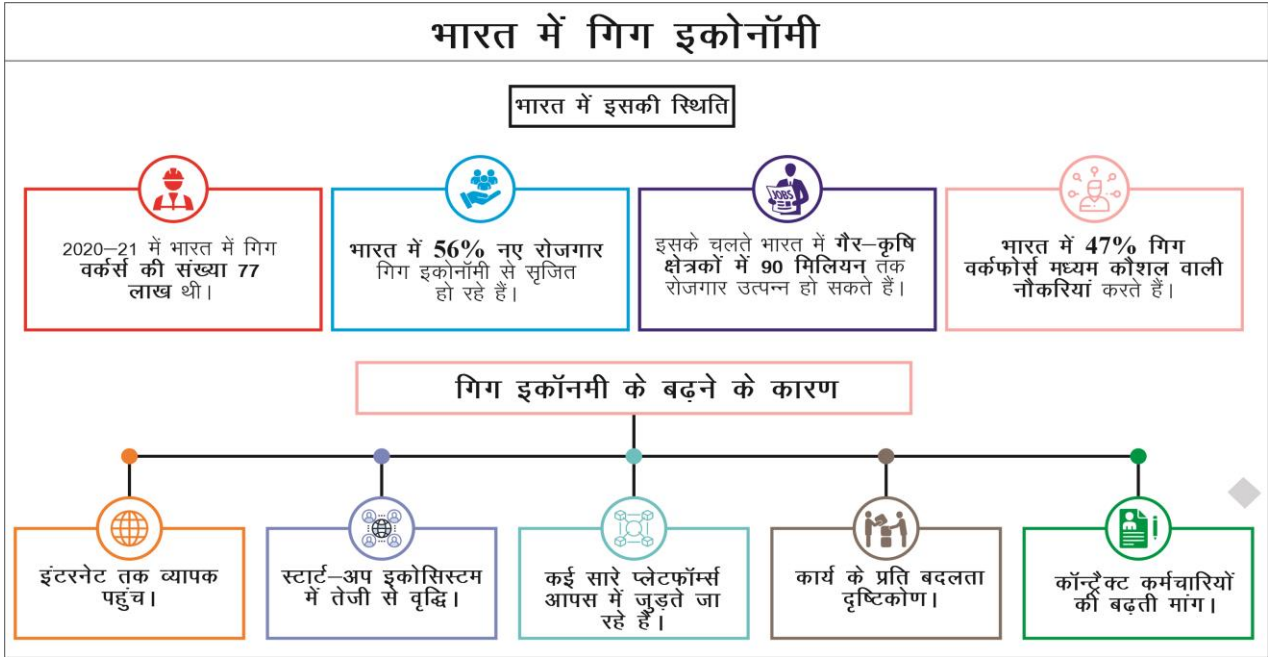 भारत में गिग इकोनॉमी
भारत में इसकी स्थिति
2020–21 में भारत में गिग
वर्कर्स की संख्या 77
लाख थी।
भारत में 56% नए रोजगार
गिग इकोनॉमी से सृजित
हो रहे हैं।
JOBS
इसके चलते भारत में गैर–कृषि
क्षेत्रकों में 90 मिलियन तक
रोजगार उत्पन्न हो सकते हैं।
भारत में 47% गिग
वर्कफोर्स मध्यम कौशल वाली
नौकरियां करते हैं।
गिग इकॉनमी के बढ़ने के कारण
इंटरनेट तक व्यापक
पहुंच।
स्टार्ट–अप इकोसिस्टम
में तेजी से वृद्धि।
कई सारे प्लेटफॉर्म्स
आपस में जुड़ते जा
रहे हैं।
कार्य के प्रति बदलता
दृष्टिकोण।
कॉन्ट्रैक्ट कर्मचारियों
की बढ़ती मांग।